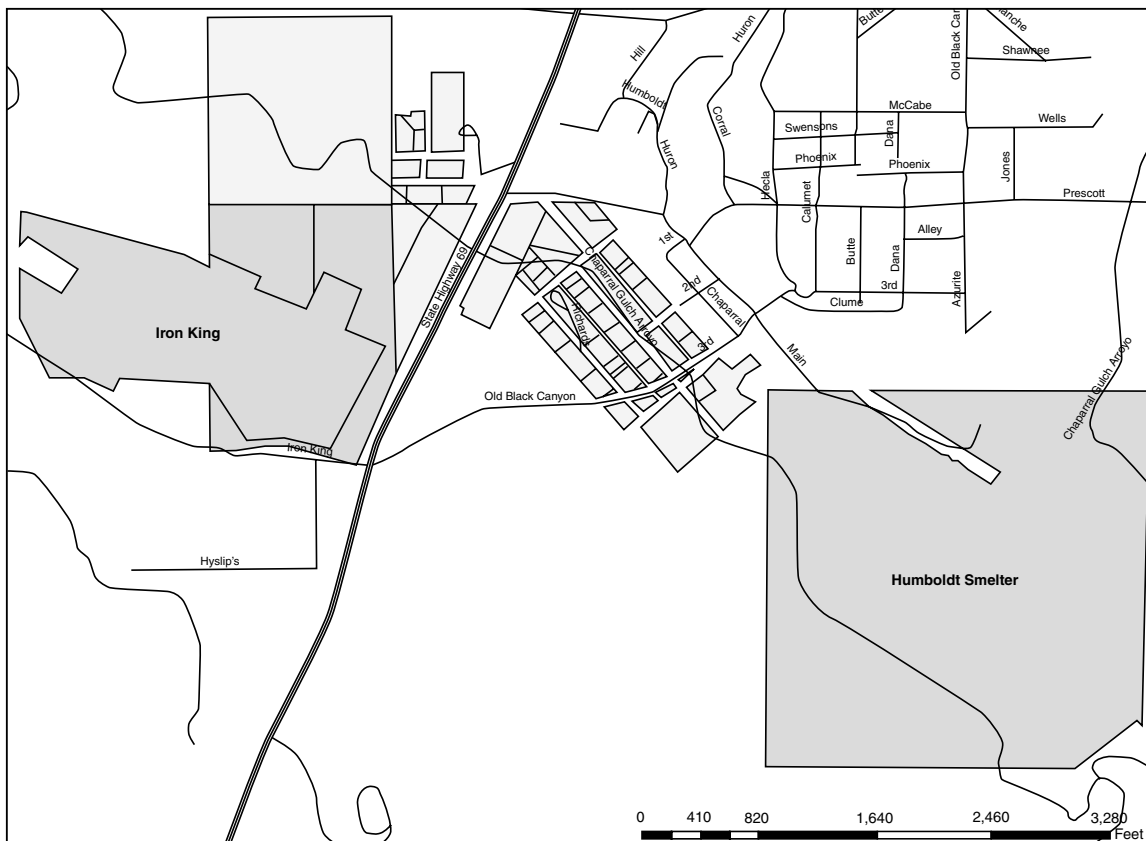 Butte
Old Black Can
anche
Huron
Hill
Shawnee
Humboldt
McCabe
Corral
Wells
Swensons
Dana
Huron
Phoenix
Phoenix
Jones
Hecla
Prescott
Calumet
1st
Alley
State Highway 69
Chaparral Gulch Arroyo
Butte
Dana
2nd
3rd
Azurite
Chaparral
Clume
Richards
Iron King
3rd
Main
Chaparral Gulch Arroyo
Old Black Canyon
Iron King
Hyslip's
Humboldt Smelter
0 410 820 1,640 2,460 3,280
Feet